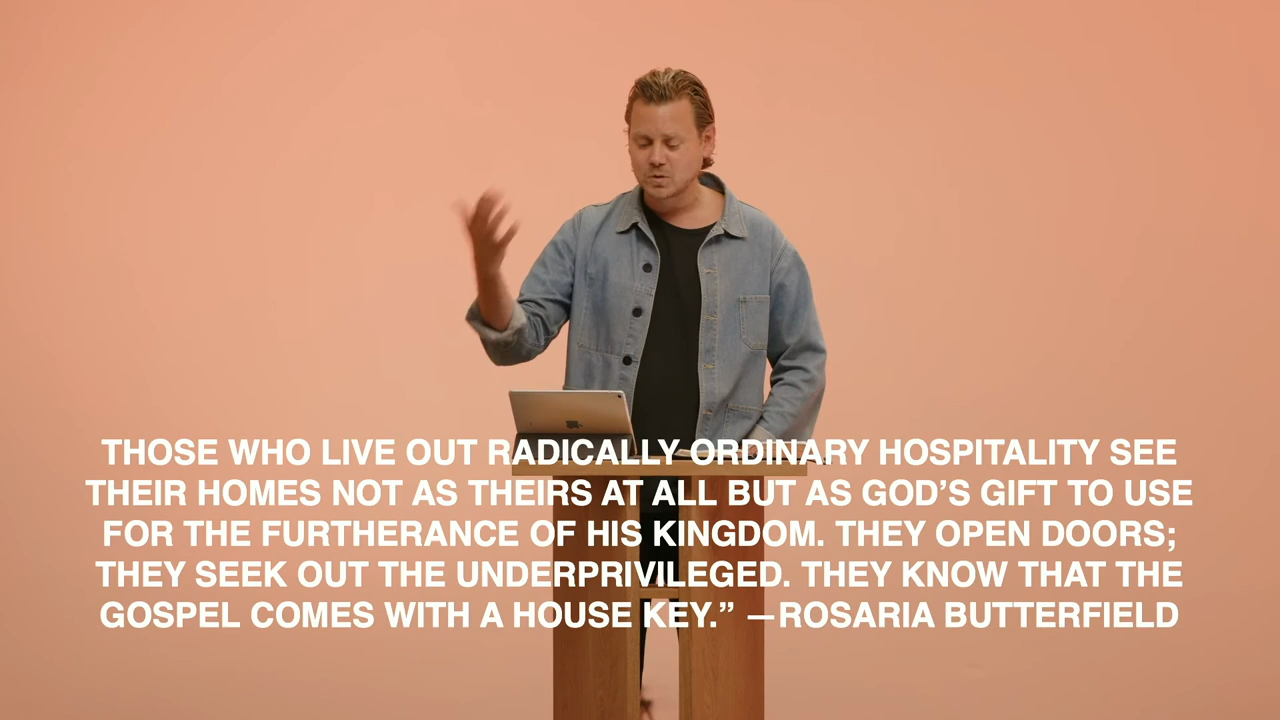 THOSE WHO LIVE OUT RADICALLY ORDINARY HOSPITALITY SEE
THEIR HOMES NOT AS THEIRS AT ALL BUT AS GOD’S GIFT TO USE
FOR THE FURTHERANCE OF HIS KINGDOM. THEY OPEN DOORS;
THEY SEEK OUT THE UNDERPRIVILEGED. THEY KNOW THAT THE
GOSPEL COMES WITH A HOUSE KEY.” —ROSARIA BUTTERFIELD